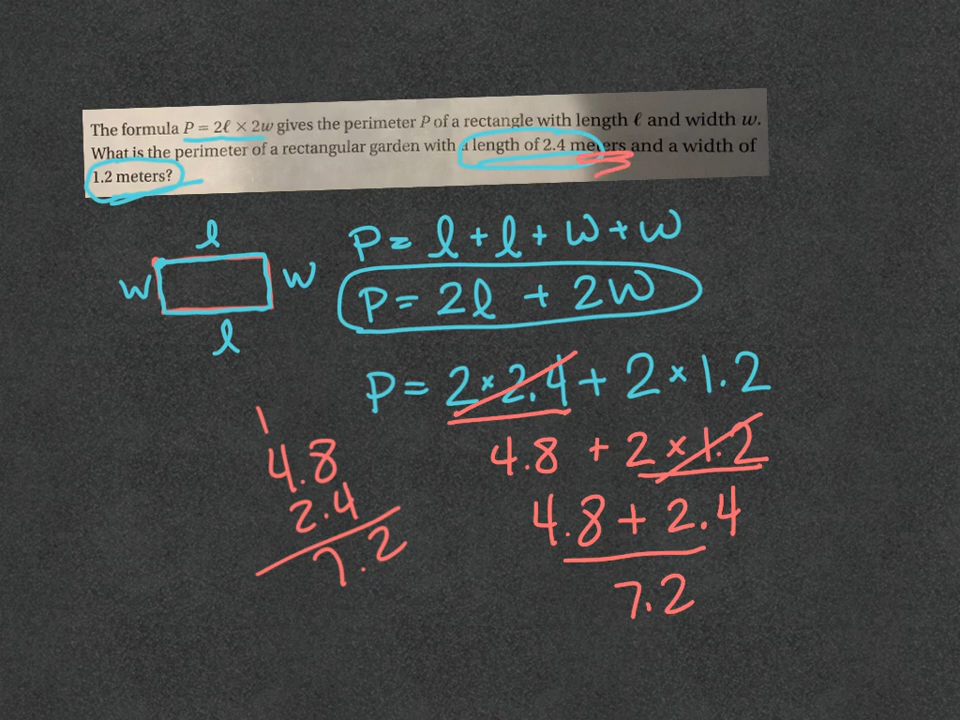 The formula P = 2ℓ × 2w gives the perimeter P of a rectangle with length ℓ and width w.
What is the perimeter of a rectangular garden with a length of 2.4 meters and a width of
1.2 meters?
l
w
w
l
P = l + l + w + w
P = 2l + 2w
P = 2 × 2.4 + 2 × 1.2
4.8 + 2 × 1.2
4.8 + 2.4
7.2
1
4.8
2.4
7.2